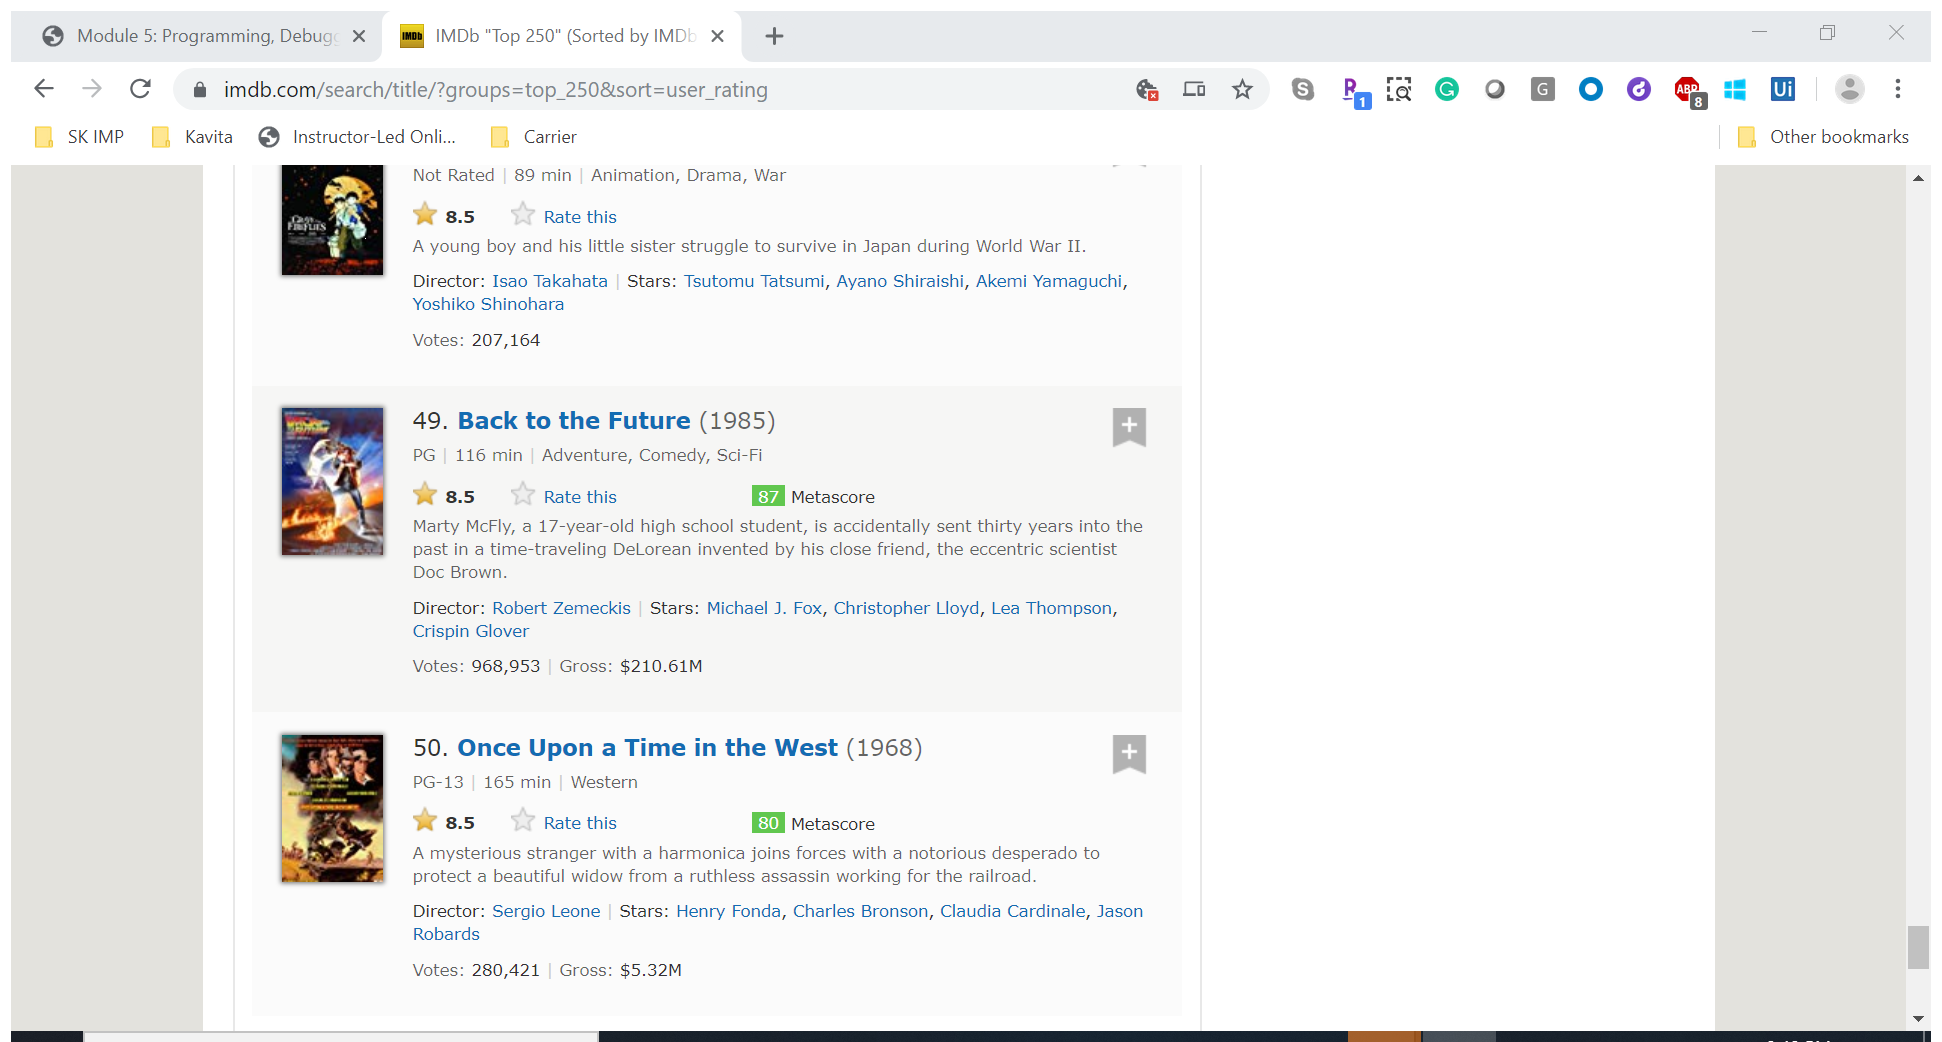 Module 5: Programming, Debugg
IMDb "Top 250" (Sorted by IMDb
imdb.com/search/title/?groups=top_250&sort=user_rating
1
G
ABP
8
Ui
SK IMP
Kavita
Instructor-Led Onli...
Carrier
Other bookmarks
Not Rated | 89 min | Animation, Drama, War
8.5 Rate this
A young boy and his little sister struggle to survive in Japan during World War II.
Director: Isao Takahata | Stars: Tsutomu Tatsumi, Ayano Shiraishi, Akemi Yamaguchi,
Yoshiko Shinohara
Votes: 207,164
49. Back to the Future (1985)
PG | 116 min | Adventure, Comedy, Sci-Fi
8.5 Rate this 87 Metascore
Marty McFly, a 17-year-old high school student, is accidentally sent thirty years into the
past in a time-traveling DeLorean invented by his close friend, the eccentric scientist
Doc Brown.
Director: Robert Zemeckis | Stars: Michael J. Fox, Christopher Lloyd, Lea Thompson,
Crispin Glover
Votes: 968,953 | Gross: $210.61M
50. Once Upon a Time in the West (1968)
PG-13 | 165 min | Western
8.5 Rate this 80 Metascore
A mysterious stranger with a harmonica joins forces with a notorious desperado to
protect a beautiful widow from a ruthless assassin working for the railroad.
Director: Sergio Leone | Stars: Henry Fonda, Charles Bronson, Claudia Cardinale, Jason
Robards
Votes: 280,421 | Gross: $5.32M